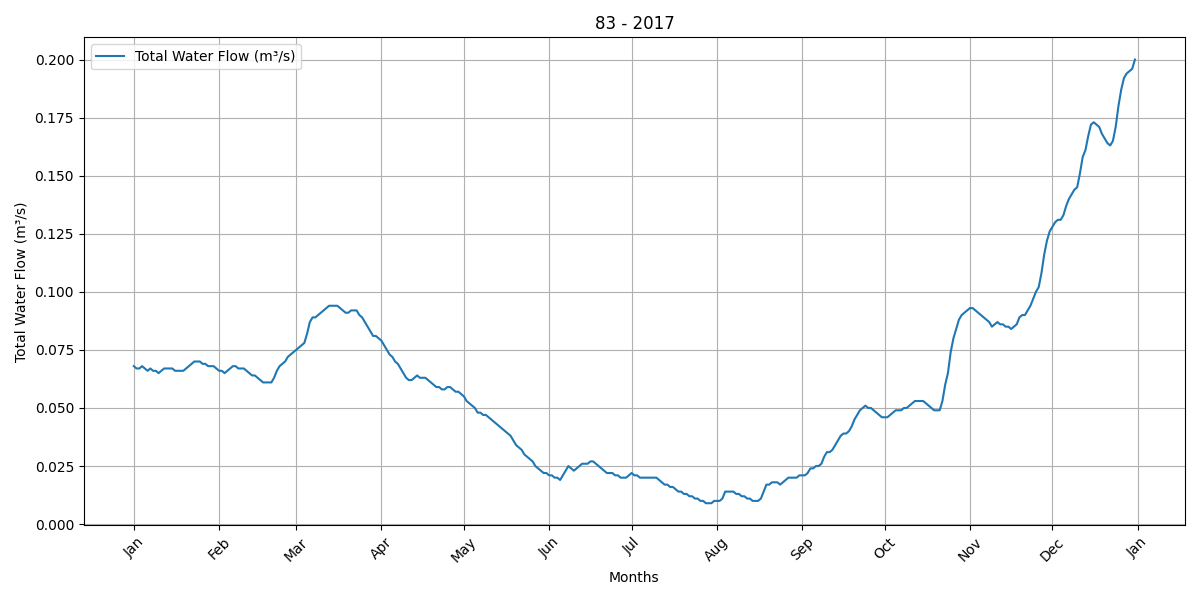 83 - 2017
Total Water Flow (m³/s)
0.200
0.175
0.150
0.125
0.100
0.075
0.050
0.025
0.000
Total Water Flow (m³/s)
Jan Feb Mar Apr May Jun Jul Aug Sep Oct Nov Dec Jan
Months